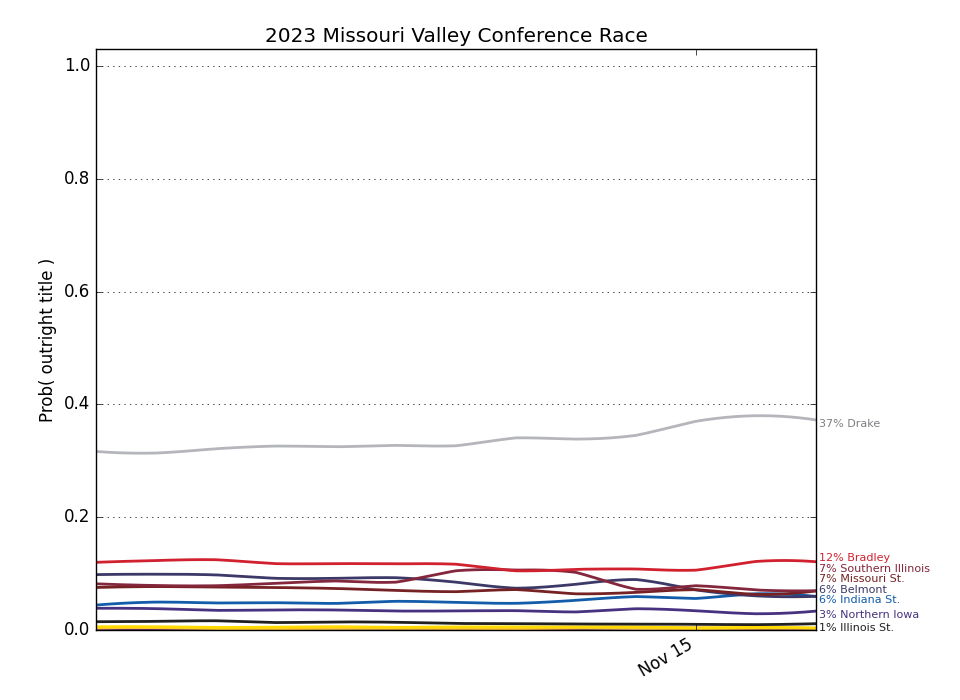 2023 Missouri Valley Conference Race
Prob( outright title )
1.0
0.8
0.6
0.4
0.2
0.0
37% Drake
12% Bradley
7% Southern Illinois
7% Missouri St.
6% Belmont
6% Indiana St.
3% Northern Iowa
1% Illinois St.
Nov 15